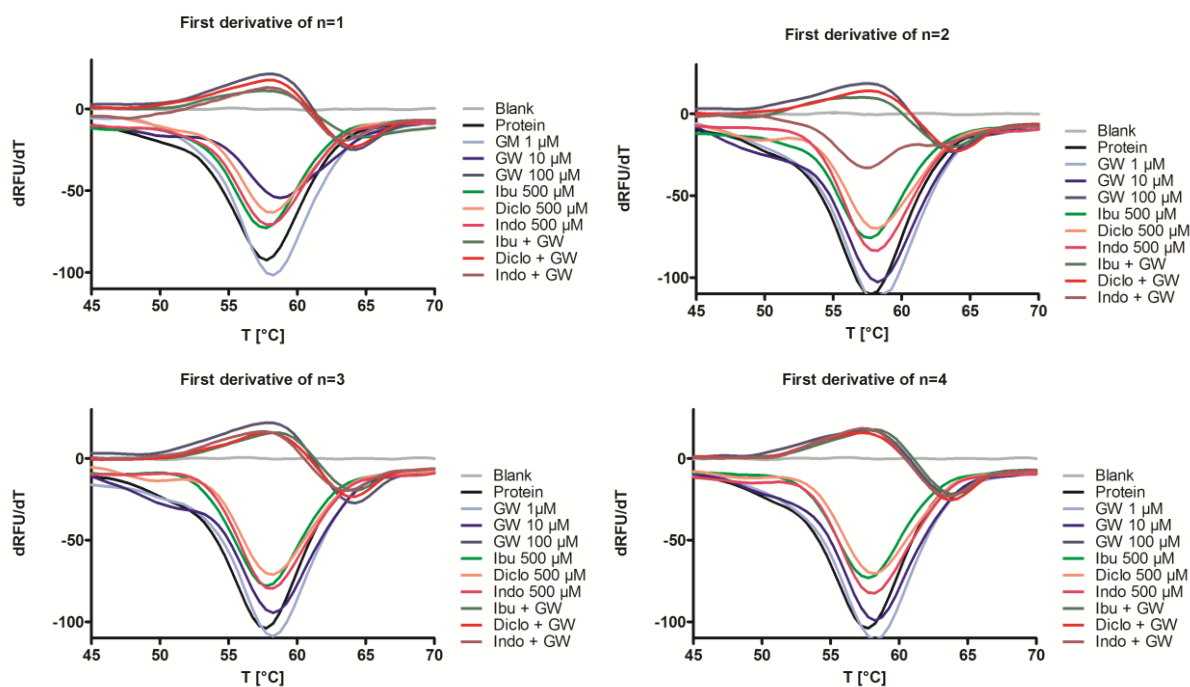 First derivative of n=1
0
-50
-100
dRFU/dT
45 50 55 60 65 70
T [°C]
Blank
Protein
GM 1 µM
GW 10 µM
GW 100 µM
Ibu 500 µM
Diclo 500 µM
Indo 500 µM
Ibu + GW
Diclo + GW
Indo + GW
First derivative of n=2
0
-50
-100
dRFU/dT
45 50 55 60 65 70
T [°C]
Blank
Protein
GW 1 µM
GW 10 µM
GW 100 µM
Ibu 500 µM
Diclo 500 µM
Indo 500 µM
Ibu + GW
Diclo + GW
Indo + GW
First derivative of n=3
0
-50
-100
dRFU/dT
45 50 55 60 65 70
T [°C]
Blank
Protein
GW 1µM
GW 10 µM
GW 100 µM
Ibu 500 µM
Diclo 500 µM
Indo 500 µM
Ibu + GW
Diclo + GW
Indo + GW
First derivative of n=4
0
-50
-100
dRFU/dT
45 50 55 60 65 70
T [°C]
Blank
Protein
GW 1 µM
GW 10 µM
GW 100 µM
Ibu 500 µM
Diclo 500 µM
Indo 500 µM
Ibu + GW
Diclo + GW
Indo + GW